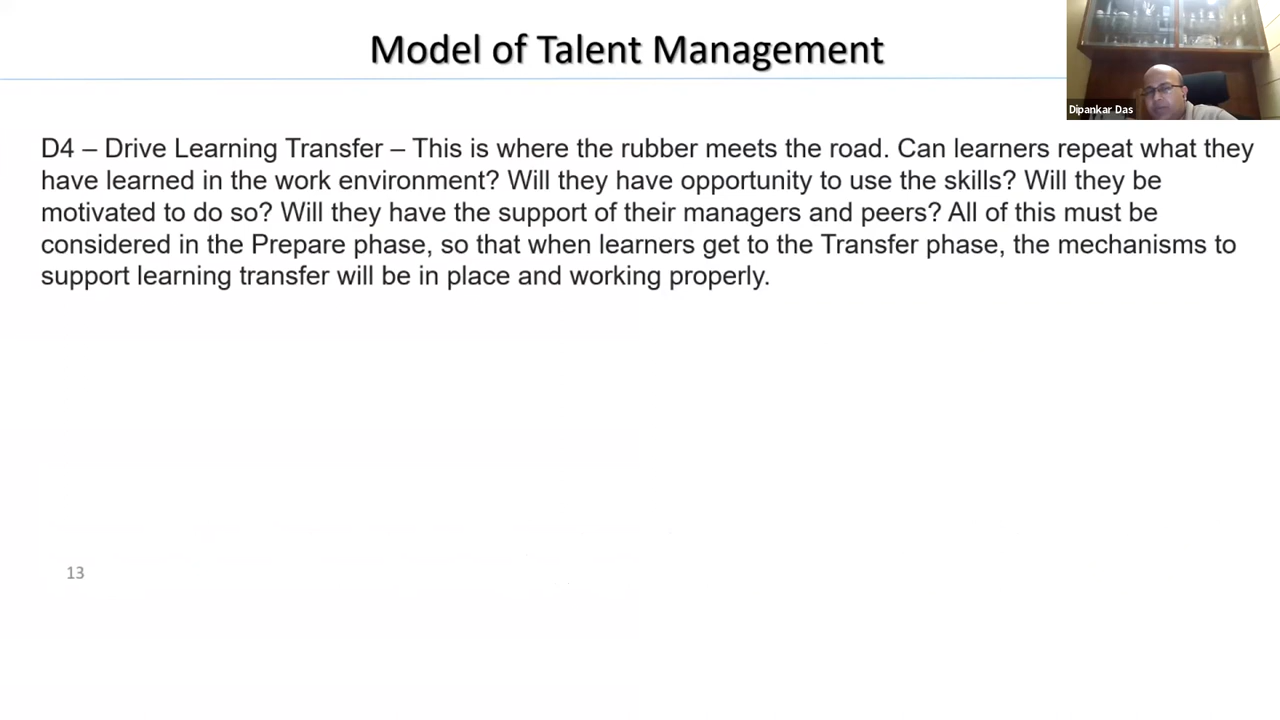 Model of Talent Management
Dipankar Das
D4 – Drive Learning Transfer – This is where the rubber meets the road. Can learners repeat what they
have learned in the work environment? Will they have opportunity to use the skills? Will they be
motivated to do so? Will they have the support of their managers and peers? All of this must be
considered in the Prepare phase, so that when learners get to the Transfer phase, the mechanisms to
support learning transfer will be in place and working properly.
13